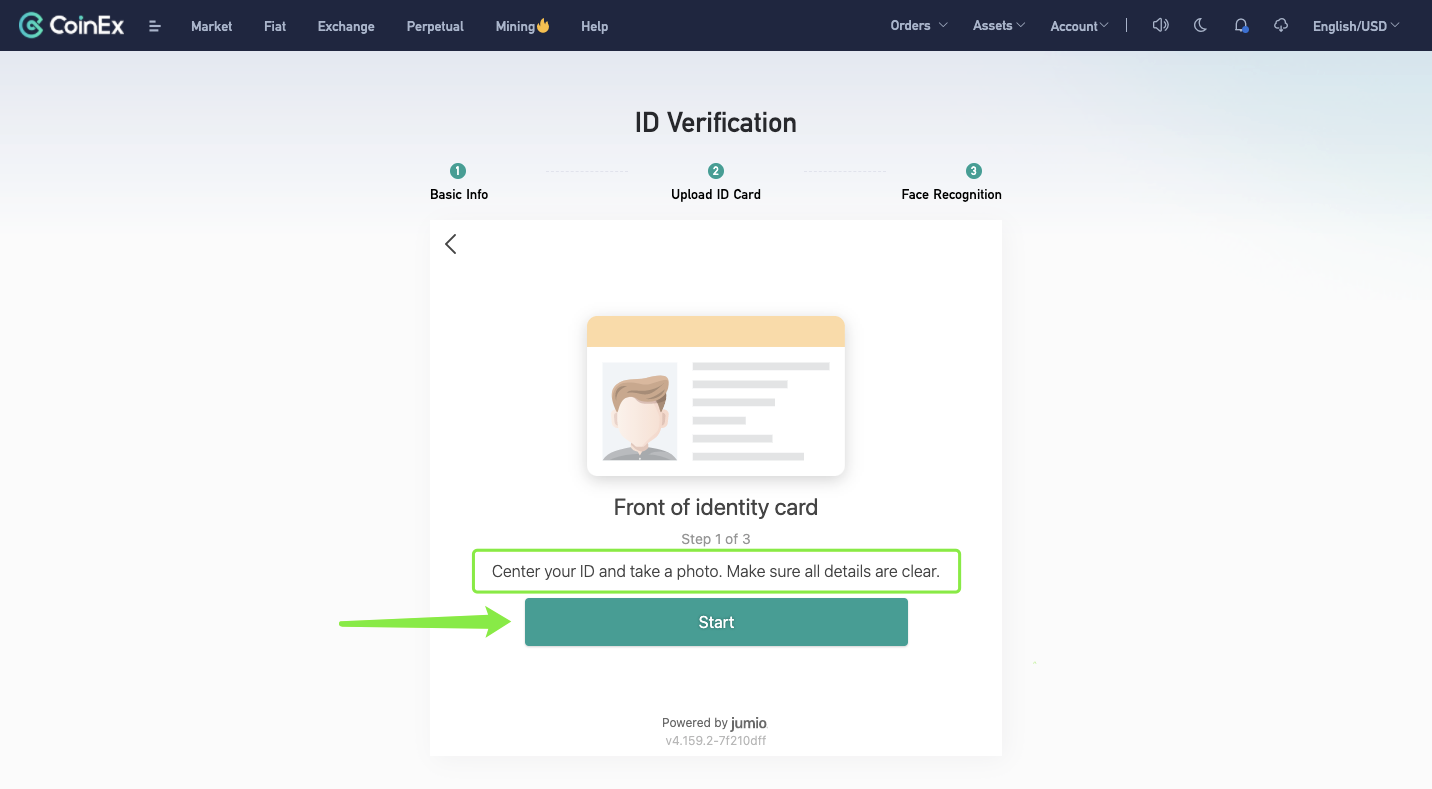 CoinEx Market Fiat Exchange Perpetual Mining Help Orders Assets Account English/USD
ID Verification
1 2 3
Basic Info Upload ID Card Face Recognition
Front of identity card
Step 1 of 3
Center your ID and take a photo. Make sure all details are clear.
Start
Powered by jumio
v4.159.2-7f210dff